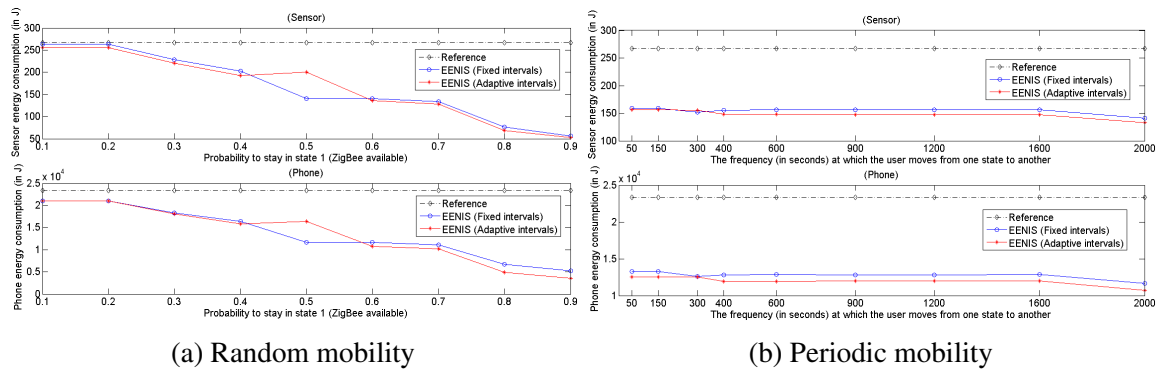 (Sensor)
Sensor energy consumption (in J)
300
250
200
150
100
50
Reference
EENIS (Fixed intervals)
EENIS (Adaptive intervals)
0.1 0.2 0.3 0.4 0.5 0.6 0.7 0.8 0.9
Probability to stay in state 1 (ZigBee available)
(Phone)
Phone energy consumption (in J)
x 10^4
2.5
2
1.5
1
0.5
0
Reference
EENIS (Fixed intervals)
EENIS (Adaptive intervals)
0.1 0.2 0.3 0.4 0.5 0.6 0.7 0.8 0.9
Probability to stay in state 1 (ZigBee available)
(a) Random mobility
(Sensor)
Sensor energy consumption (in J)
300
250
200
150
100
Reference
EENIS (Fixed intervals)
EENIS (Adaptive intervals)
50 150 300 400 600 900 1200 1600 2000
The frequency (in seconds) at which the user moves from one state to another
(Phone)
Phone energy consumption (in J)
x 10^4
2.5
2
1.5
1
Reference
EENIS (Fixed intervals)
EENIS (Adaptive intervals)
50 150 300 400 600 900 1200 1600 2000
The frequency (in seconds) at which the user moves from one state to another
(b) Periodic mobility